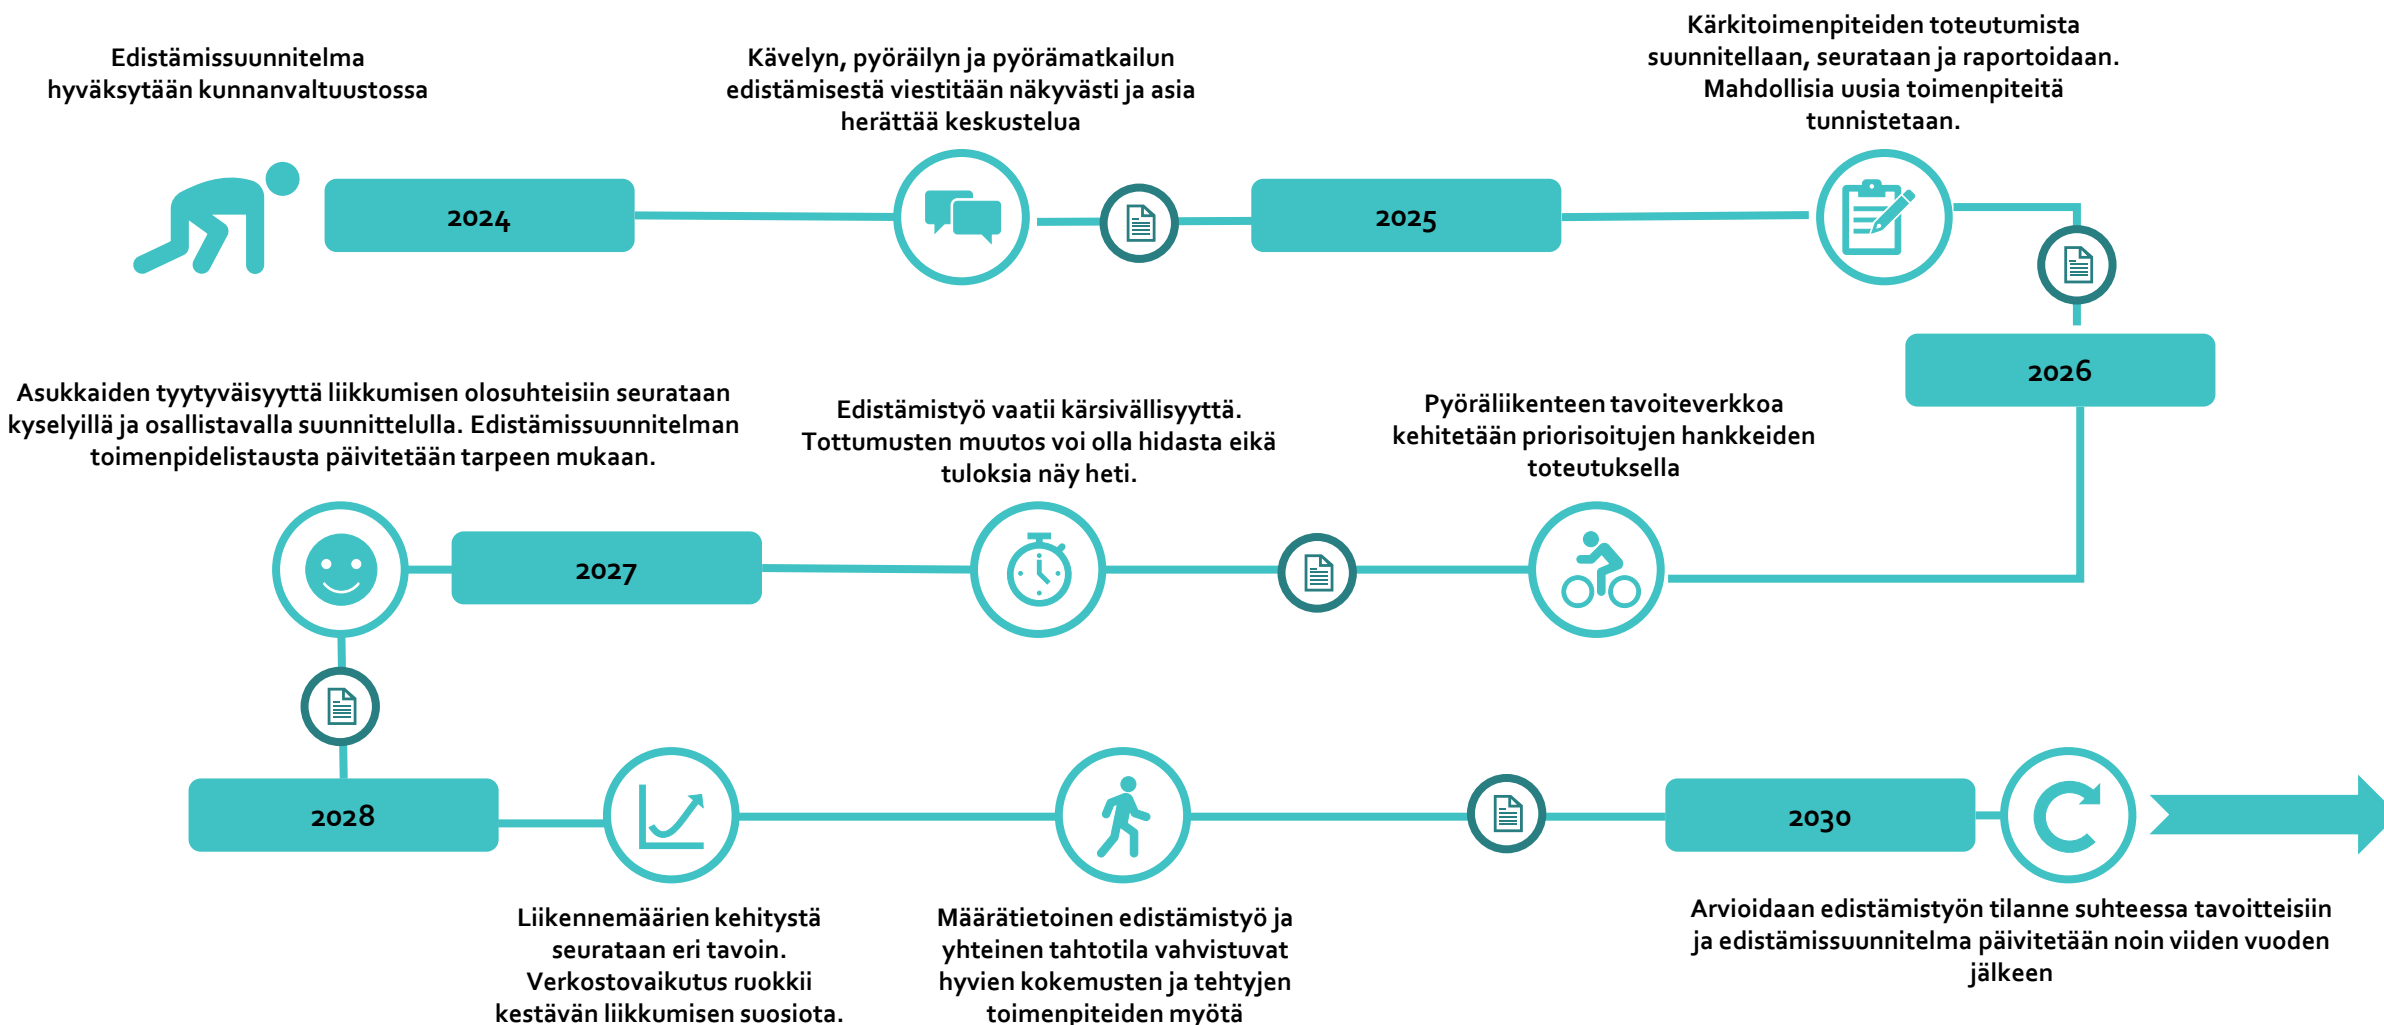 Edistämissuunnitelma
hyväksytään kunnanvaltuustossa
2024
Kävelyn, pyöräilyn ja pyörämatkailun
edistämisestä viestitään näkyvästi ja asia
herättää keskustelua
2025
Kärkitoimenpiteiden toteutumista
suunnitellaan, seurataan ja raportoidaan.
Mahdollisia uusia toimenpiteitä
tunnistetaan.
2026
Pyöräliikenteen tavoiteverkkoa
kehitetään priorisoitujen hankkeiden
toteutuksella
Edistämistyö vaatii kärsivällisyyttä.
Tottumusten muutos voi olla hidasta eikä
tuloksia näy heti.
2027
Asukkaiden tyytyväisyyttä liikkumisen olosuhteisiin seurataan
kyselyillä ja osallistavalla suunnittelulla. Edistämissuunnitelman
toimenpidelistausta päivitetään tarpeen mukaan.
2028
Liikennemäärien kehitystä
seurataan eri tavoin.
Verkostovaikutus ruokkii
kestävän liikkumisen suosiota.
Määrätietoinen edistämistyö ja
yhteinen tahtotila vahvistuvat
hyvien kokemusten ja tehtyjen
toimenpiteiden myötä
2030
Arvioidaan edistämistyön tilanne suhteessa tavoitteisiin
ja edistämissuunnitelma päivitetään noin viiden vuoden
jälkeen